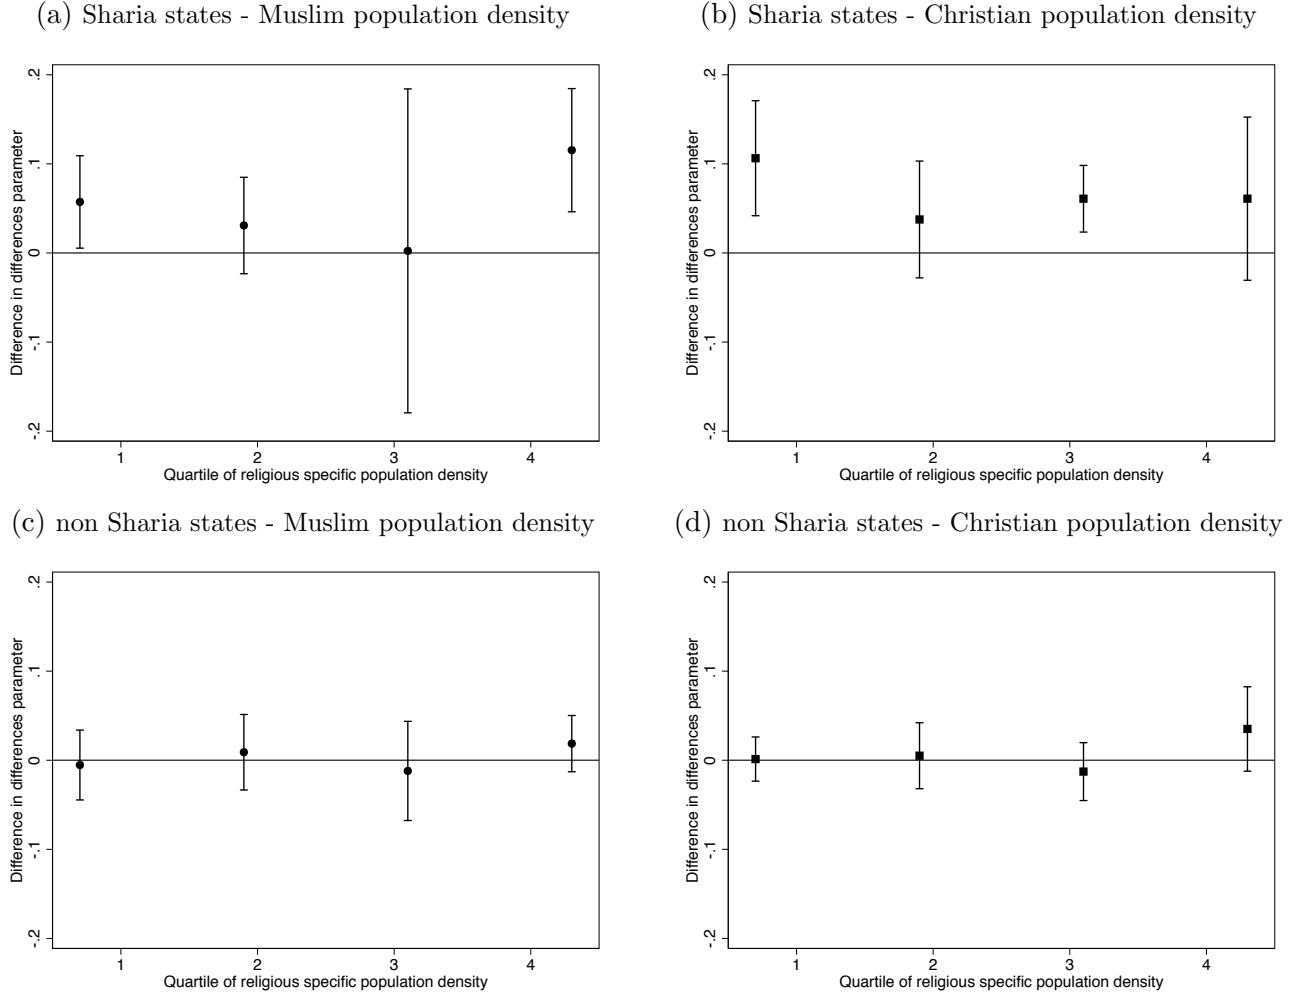 (a) Sharia states - Muslim population density
Difference in differences parameter
.2
.1
0
-.1
-.2
1 2 3 4
Quartile of religious specific population density
(b) Sharia states - Christian population density
Difference in differences parameter
.2
.1
0
-.1
-.2
1 2 3 4
Quartile of religious specific population density
(c) non Sharia states - Muslim population density
Difference in differences parameter
.2
.1
0
-.1
-.2
1 2 3 4
Quartile of religious specific population density
(d) non Sharia states - Christian population density
Difference in differences parameter
.2
.1
0
-.1
-.2
1 2 3 4
Quartile of religious specific population density